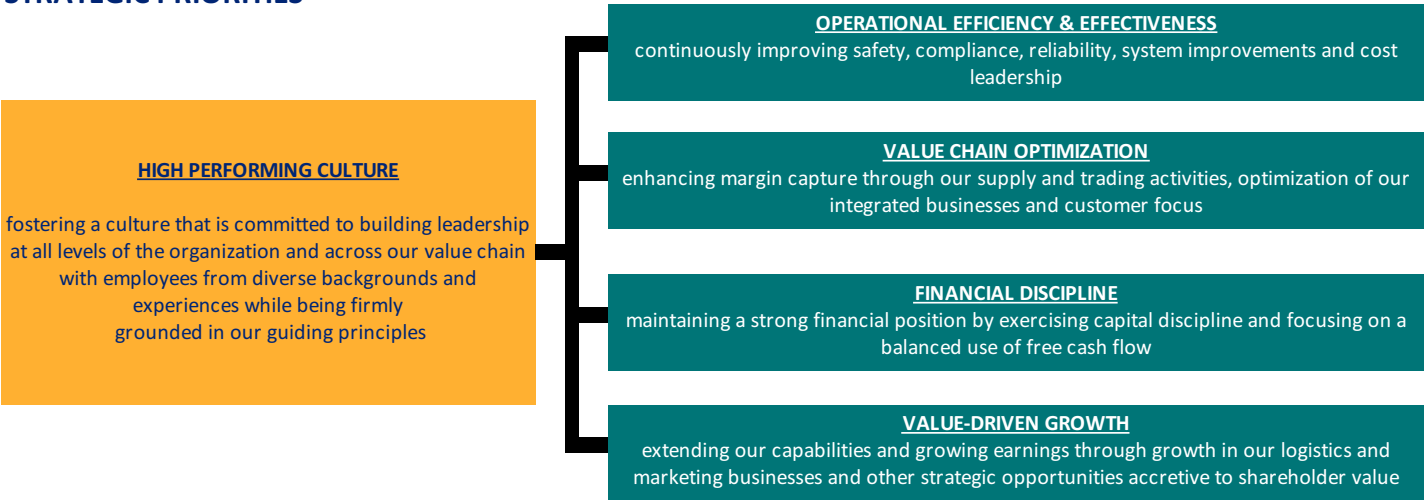 STRATEGIC PRIORITIES
HIGH PERFORMING CULTURE
fostering a culture that is committed to building leadership
at all levels of the organization and across our value chain
with employees from diverse backgrounds and
experiences while being firmly
grounded in our guiding principles
OPERATIONAL EFFICIENCY & EFFECTIVENESS
continuously improving safety, compliance, reliability, system improvements and cost
leadership
VALUE CHAIN OPTIMIZATION
enhancing margin capture through our supply and trading activities, optimization of our
integrated businesses and customer focus
FINANCIAL DISCIPLINE
maintaining a strong financial position by exercising capital discipline and focusing on a
balanced use of free cash flow
VALUE-DRIVEN GROWTH
extending our capabilities and growing earnings through growth in our logistics and
marketing businesses and other strategic opportunities accretive to shareholder value